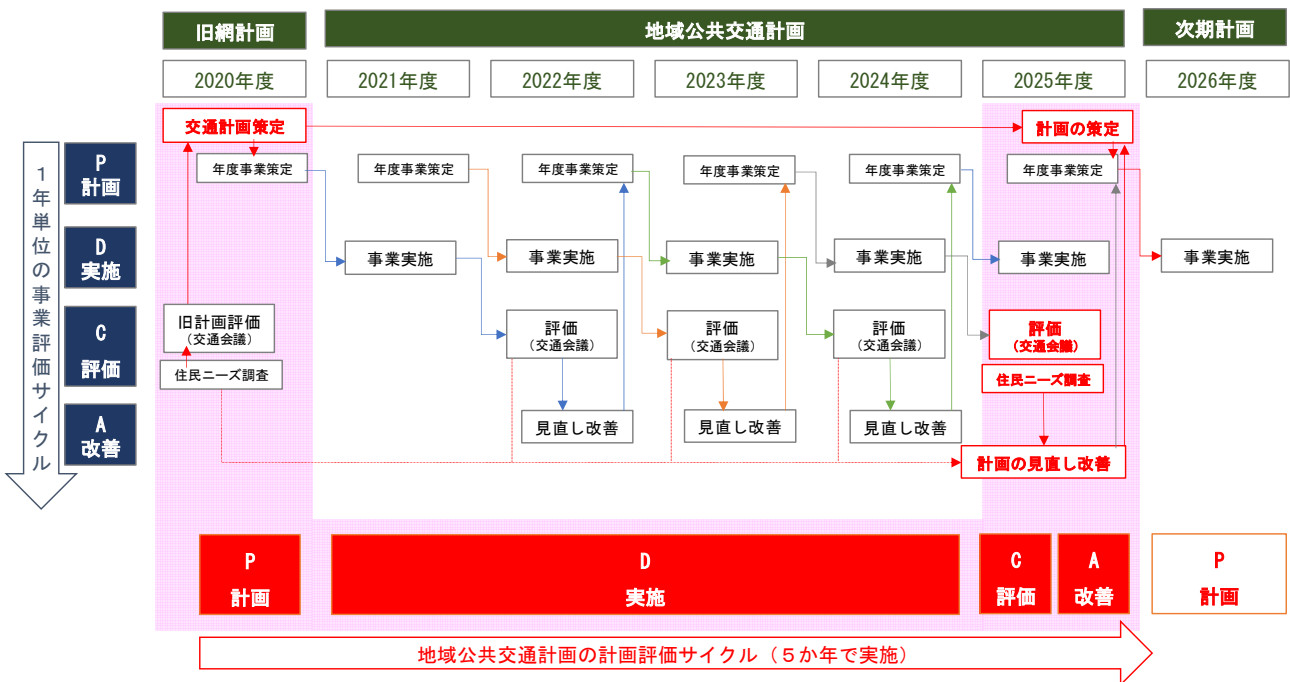 旧網計画
地域公共交通計画
次期計画
2020年度
2021年度
2022年度
2023年度
2024年度
2025年度
2026年度
交通計画策定
計画の策定
1年単位の事業評価サイクル
P
計画
年度事業策定
年度事業策定
年度事業策定
年度事業策定
年度事業策定
年度事業策定
D
実施
事業実施
事業実施
事業実施
事業実施
事業実施
事業実施
C
評価
旧計画評価
(交通会議)
評価
(交通会議)
評価
(交通会議)
評価
(交通会議)
評価
(交通会議)
住民ニーズ調査
住民ニーズ調査
A
改善
見直し改善
見直し改善
見直し改善
計画の見直し改善
P
計画
D
実施
C
評価
A
改善
P
計画
地域公共交通計画の計画評価サイクル(5か年で実施)